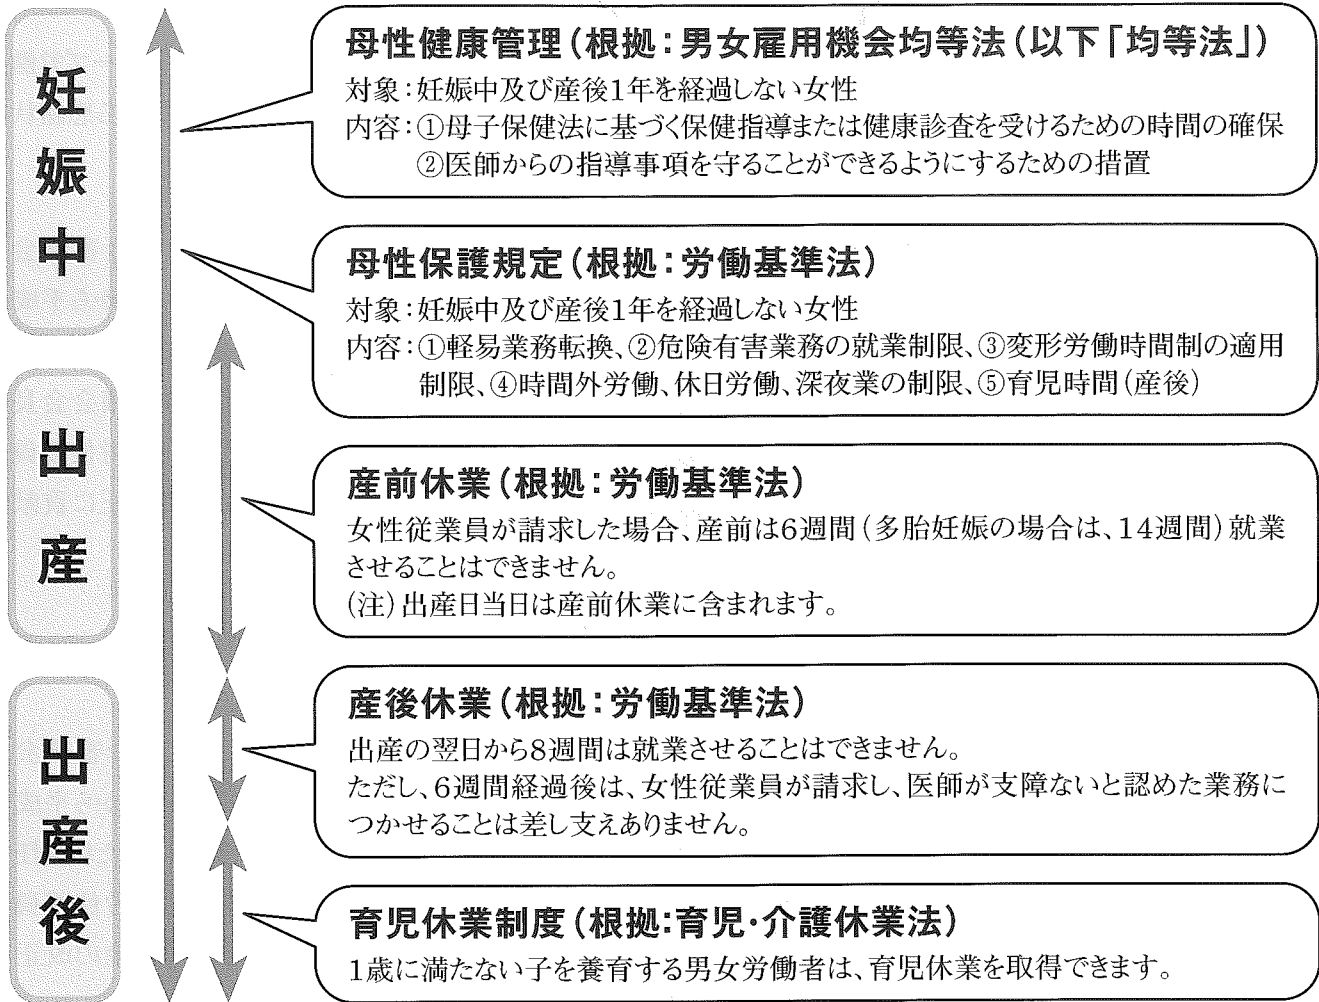 妊娠中
母性健康管理(根拠:男女雇用機会均等法(以下「均等法」)
対象:妊娠中及び産後1年を経過しない女性
内容:①母子保健法に基づく保健指導または健康診査を受けるための時間の確保
②医師からの指導事項を守ることができるようにするための措置
母性保護規定(根拠:労働基準法)
対象:妊娠中及び産後1年を経過しない女性
内容:①軽易業務転換、②危険有害業務の就業制限、③変形労働時間制の適用
制限、④時間外労働、休日労働、深夜業の制限、⑤育児時間(産後)
出産
産前休業(根拠:労働基準法)
女性従業員が請求した場合、産前は6週間(多胎妊娠の場合は、14週間)就業
させることはできません。
(注)出産日当日は産前休業に含まれます。
出産後
産後休業(根拠:労働基準法)
出産の翌日から8週間は就業させることはできません。
ただし、6週間経過後は、女性従業員が請求し、医師が支障ないと認めた業務に
つかせることは差し支えありません。
育児休業制度(根拠:育児・介護休業法)
1歳に満たない子を養育する男女労働者は、育児休業を取得できます。